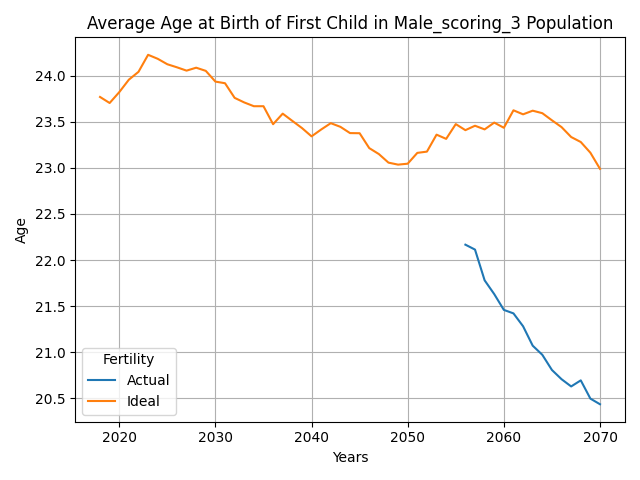 Average Age at Birth of First Child in Male_scoring_3 Population
Age
24.0
23.5
23.0
22.5
22.0
21.5
21.0
20.5
Fertility
Actual
Ideal
2020 2030 2040 2050 2060 2070
Years